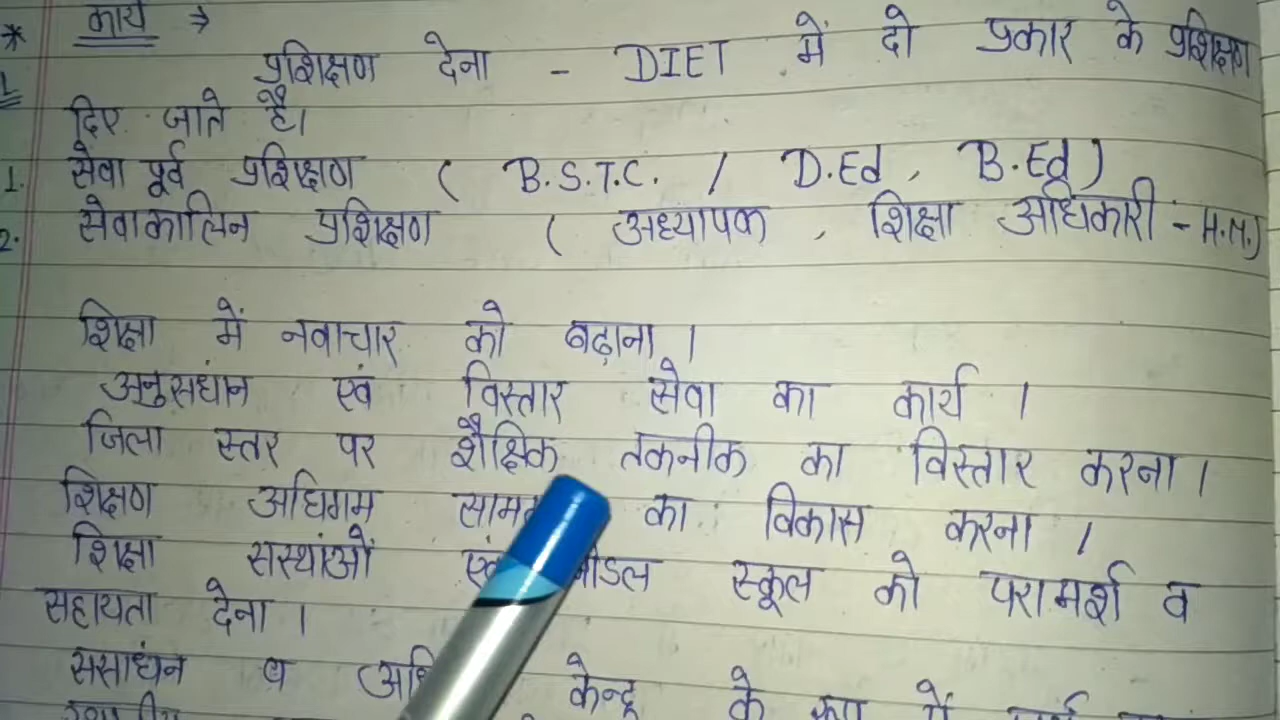 * कार्य ⇒
1 प्रशिक्षण देना - DIET में दो प्रकार के प्रशिक्षण
दिए जाते है।
1. सेवा पूर्व प्रशिक्षण ( B.S.T.C. / D.Ed, B.Ed)
2. सेवाकालिन प्रशिक्षण ( अध्यापक, शिक्षा अधिकारी - H.M.)
शिक्षा में नवाचार को बढ़ाना ।
अनुसंधान एवं विस्तार सेवा का कार्य ।
जिला स्तर पर शैक्षिक तकनीक का विस्तार करना ।
शिक्षण अधिगम का विकास करना ।
शिक्षा संस्थाओं स्कूल को परामर्श व
सहायता देना ।
संसाधन व केन्द्र के रूप में